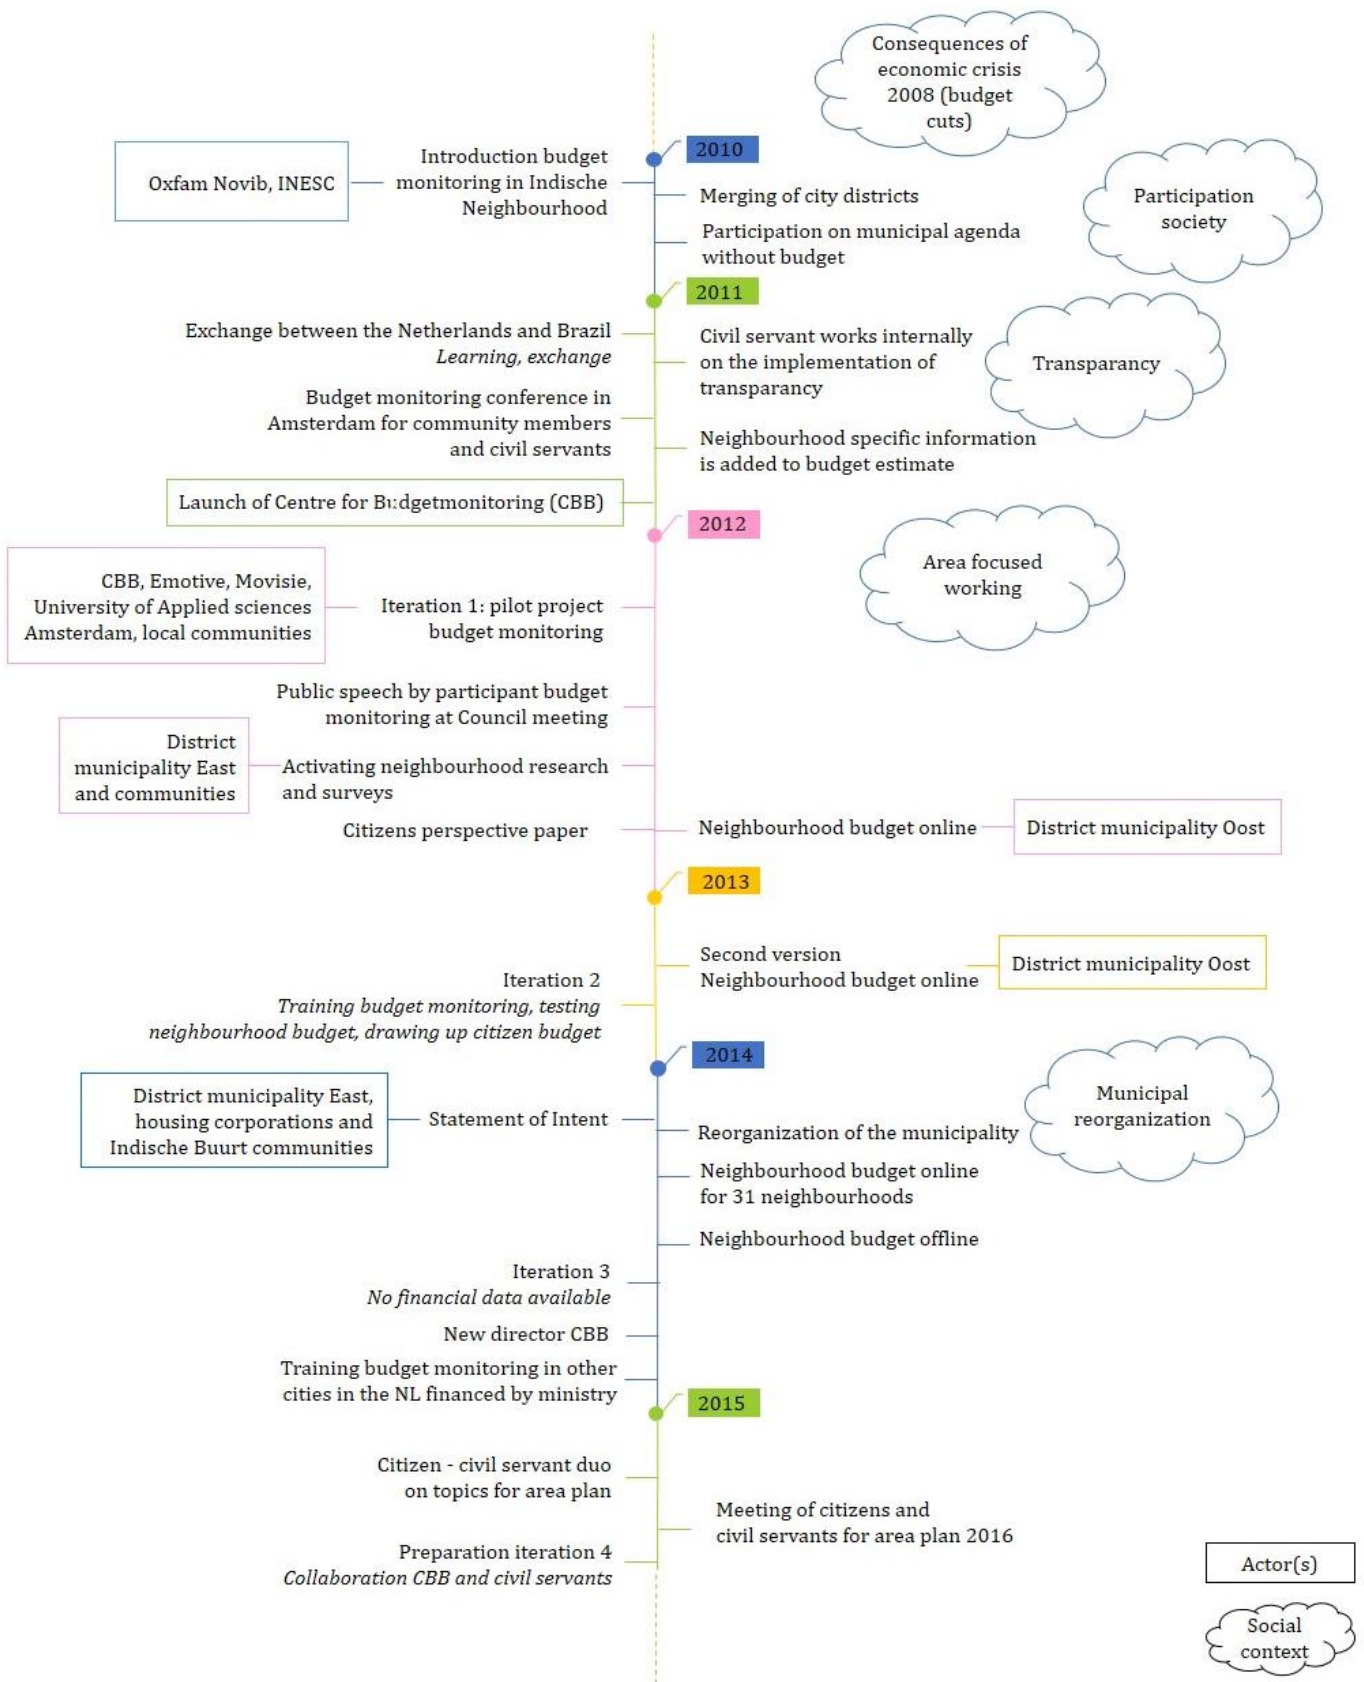 Consequences of
economic crisis
2008 (budget
cuts)
2010
Oxfam Novib, INESC
Introduction budget
monitoring in Indische
Neighbourhood
Merging of city districts
Participation on municipal agenda
without budget
Participation
society
2011
Exchange between the Netherlands and Brazil
Learning, exchange
Civil servant works internally
on the implementation of
transparancy
Transparancy
Budget monitoring conference in
Amsterdam for community members
and civil servants
Neighbourhood specific information
is added to budget estimate
Launch of Centre for Budgetmonitoring (CBB)
2012
Area focused
working
CBB, Emotive, Movisie,
University of Applied sciences
Amsterdam, local communities
Iteration 1: pilot project
budget monitoring
Public speech by participant budget
monitoring at Council meeting
District
municipality East
and communities
Activating neighbourhood research
and surveys
Citizens perspective paper
Neighbourhood budget online
District municipality Oost
2013
Second version
Neighbourhood budget online
District municipality Oost
Iteration 2
Training budget monitoring, testing
neighbourhood budget, drawing up citizen budget
2014
District municipality East,
housing corporations and
Indische Buurt communities
Statement of Intent
Reorganization of the municipality
Municipal
reorganization
Neighbourhood budget online
for 31 neighbourhoods
Neighbourhood budget offline
Iteration 3
No financial data available
New director CBB
Training budget monitoring in other
cities in the NL financed by ministry
2015
Citizen - civil servant duo
on topics for area plan
Meeting of citizens and
civil servants for area plan 2016
Preparation iteration 4
Collaboration CBB and civil servants
Actor(s)
Social
context